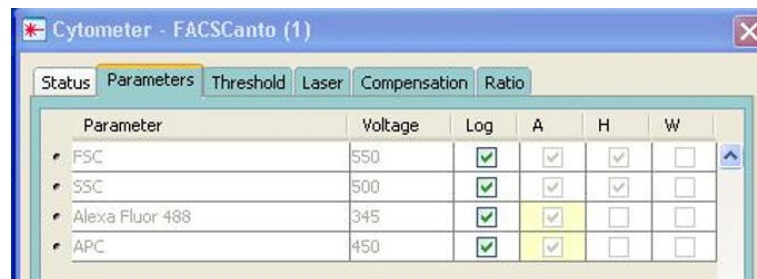 Cytometer - FACSCanto (1)
Status Parameters Threshold Laser Compensation Ratio
Parameter Voltage Log A H W
FSC 550
SSC 500
Alexa Fluor 488 345
APC 450